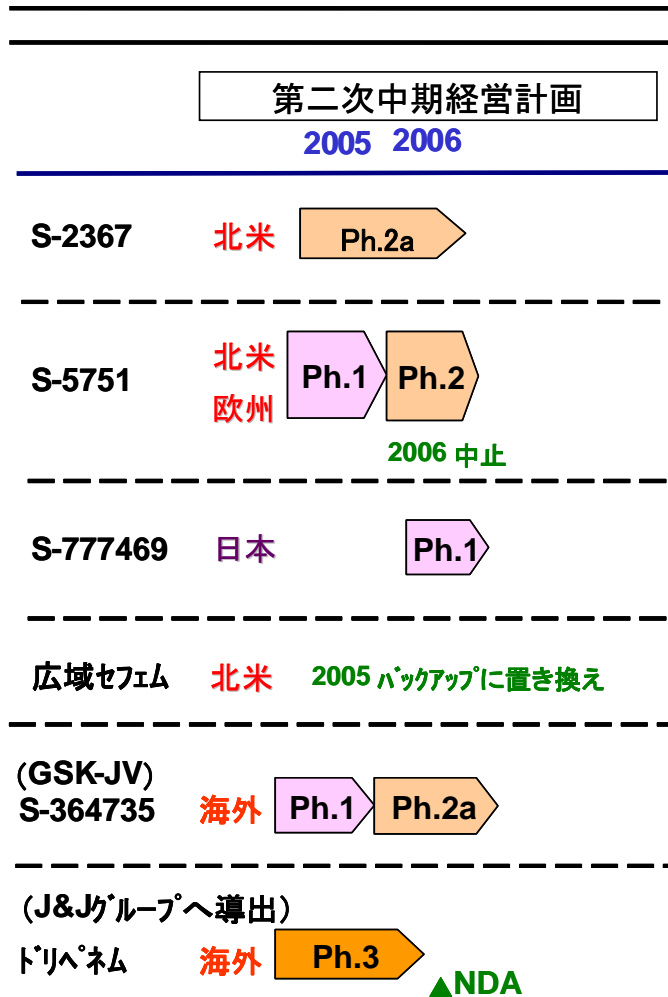 第二次中期経営計画
2005 2006
S-2367 北米 Ph.2a
S-5751 北米 欧州 Ph.1 Ph.2
2006 中止
S-777469 日本 Ph.1
広域セフェム 北米 2005 バックアップに置き換え
(GSK-JV)
S-364735 海外 Ph.1 Ph.2a
(J&Jグループへ導出)
ドリペネム 海外 Ph.3
▲NDA